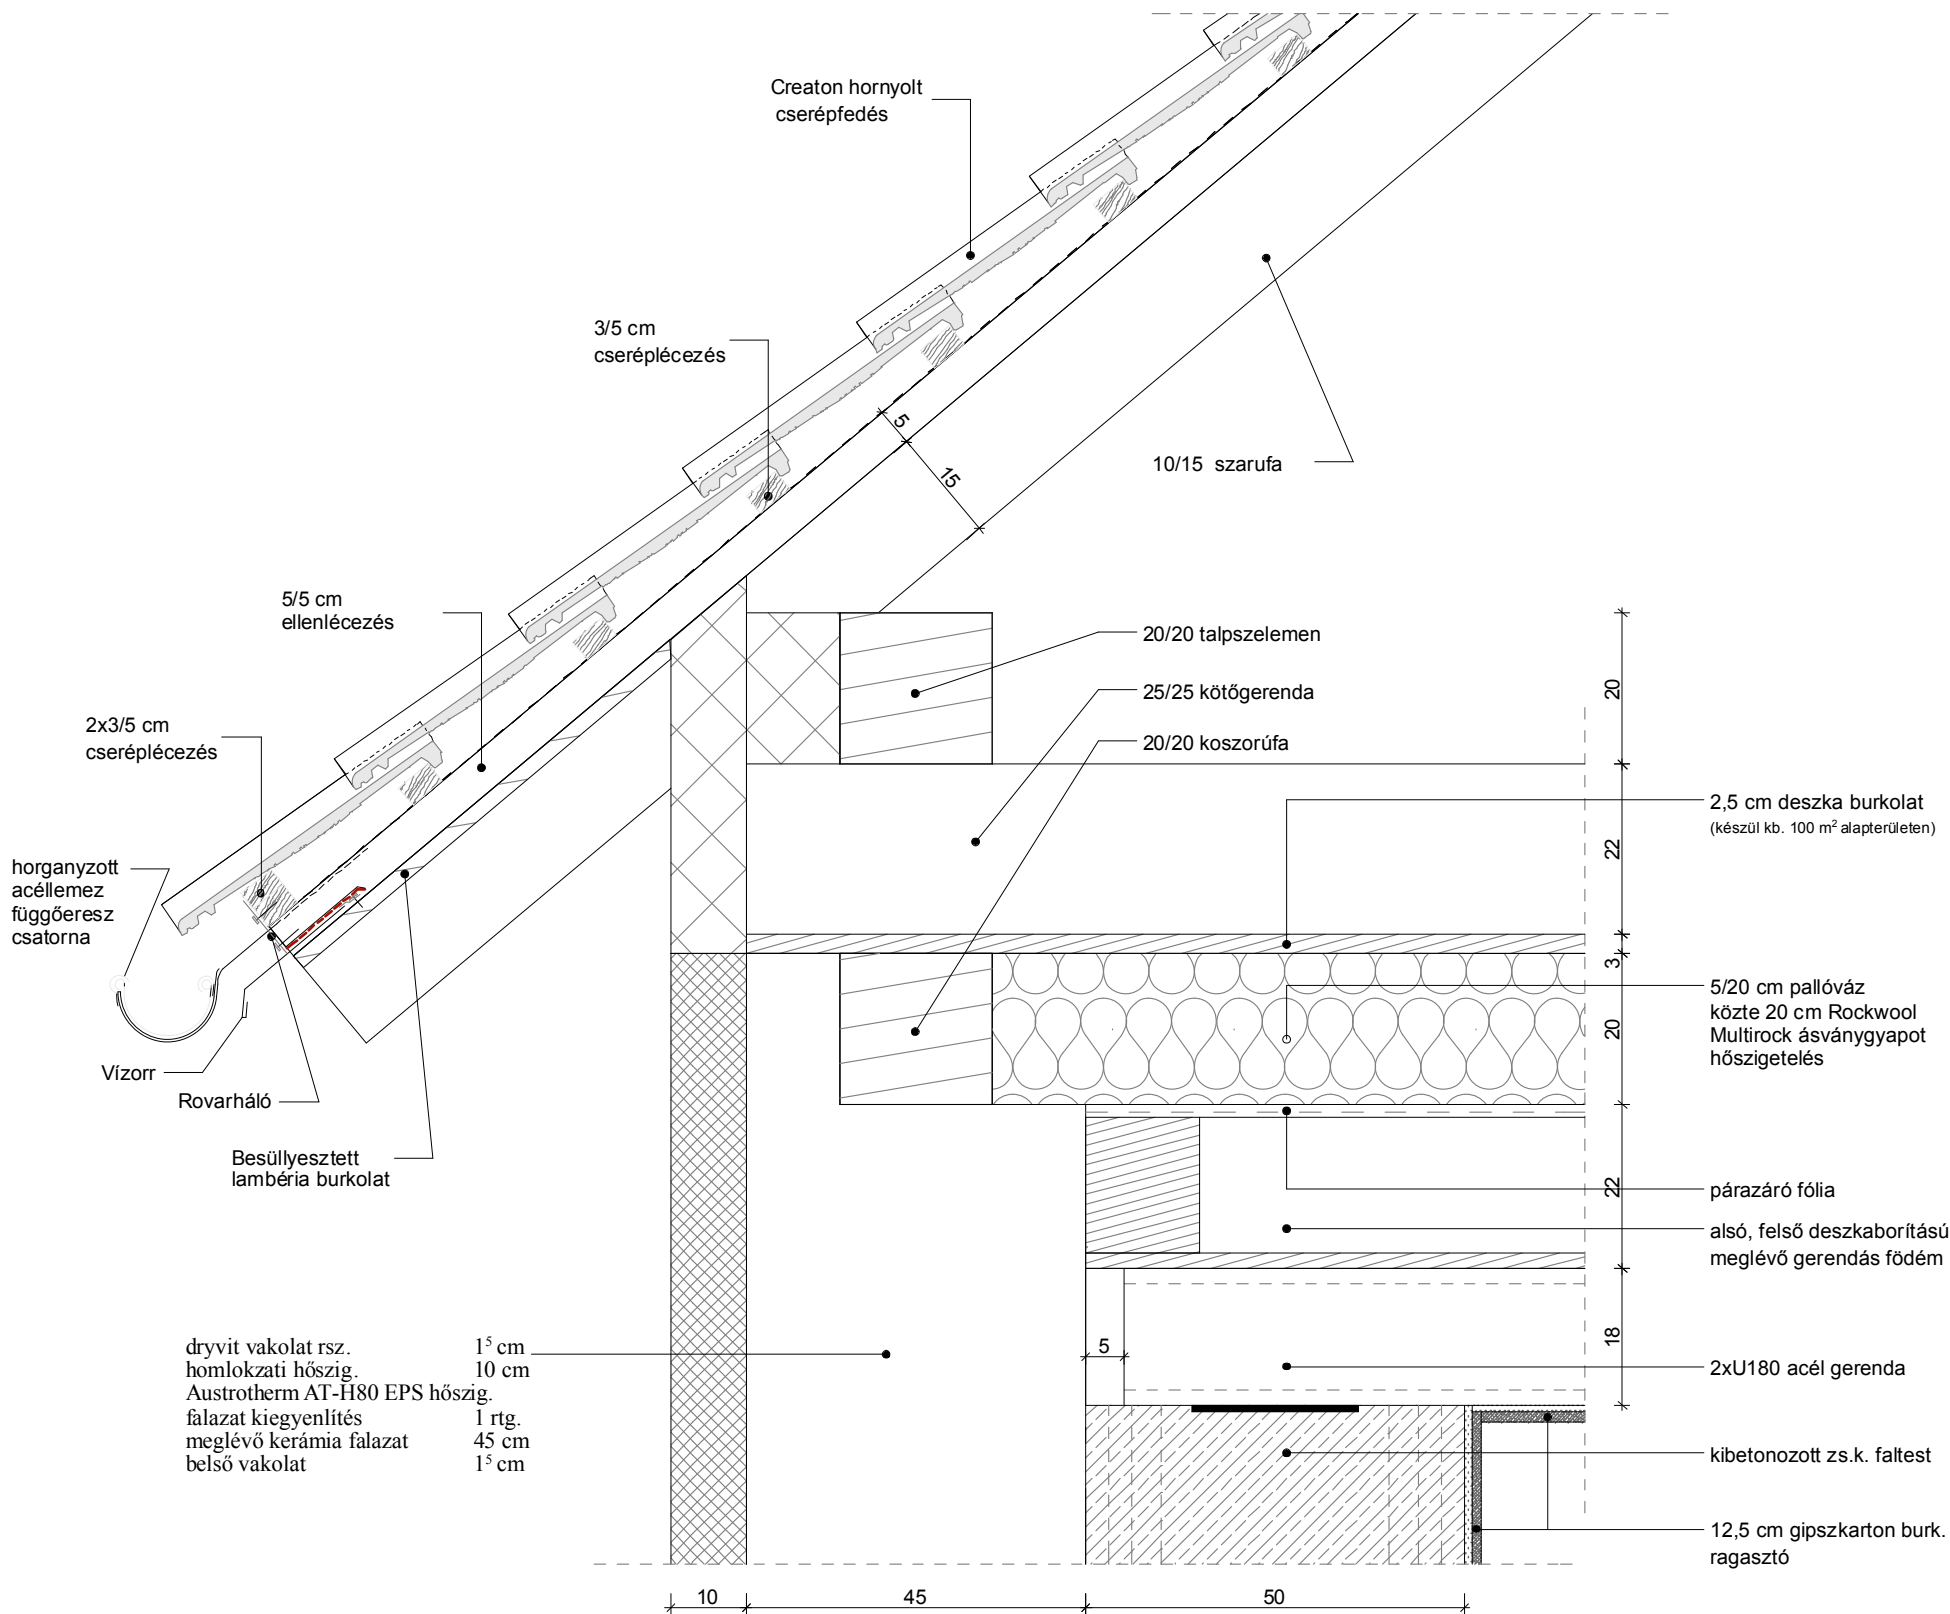 Creaton hornyolt
cserépfedés
3/5 cm
cseréplécezés
10/15 szarufa
5
15
5/5 cm
ellenlécezés
2x3/5 cm
cseréplécezés
horganyzott
acéllemez
függőeresz
csatorna
Vízorr
Rovarháló
Besüllyesztett
lambéria burkolat
20/20 talpszelemen
25/25 kötőgerenda
20/20 koszorúfa
20
22
3
20
22
18
2,5 cm deszka burkolat
(készül kb. 100 m² alapterületen)
5/20 cm pallóváz
közte 20 cm Rockwool
Multirock ásványgyapot
hőszigetelés
párazáró fólia
alsó, felső deszkaborítású
meglévő gerendás födém
5
2xU180 acél gerenda
kibetonozott zs.k. faltest
12,5 cm gipszkarton burk.
ragasztó
dryvit vakolat rsz. 1⁵ cm
homlokzati hőszig. 10 cm
Austrotherm AT-H80 EPS hőszig.
falazat kiegyenlítés 1 rtg.
meglévő kerámia falazat 45 cm
belső vakolat 1⁵ cm
10 45 50